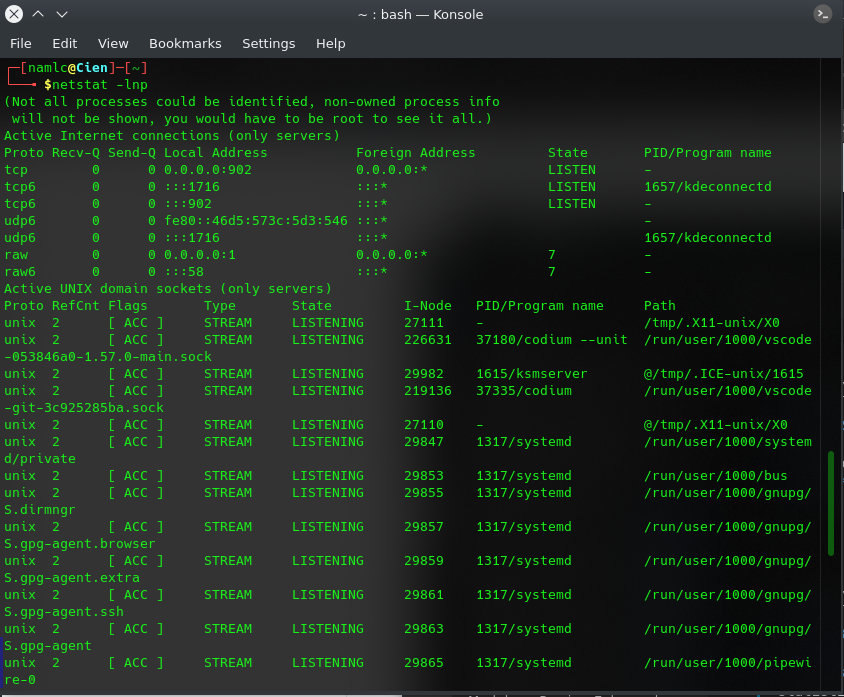 ~ : bash — Konsole
File Edit View Bookmarks Settings Help
┌─[namlc@Cien]─[~]
└──╼ $netstat -lnp
(Not all processes could be identified, non-owned process info
 will not be shown, you would have to be root to see it all.)
Active Internet connections (only servers)
Proto Recv-Q Send-Q Local Address           Foreign Address         State       PID/Program name
tcp        0      0 0.0.0.0:902             0.0.0.0:*               LISTEN      -
tcp6       0      0 :::1716                 :::*                    LISTEN      1657/kdeconnectd
tcp6       0      0 :::902                  :::*                    LISTEN      -
udp6       0      0 fe80::46d5:573c:5d3:546 :::*                                -
udp6       0      0 :::1716                 :::*                                1657/kdeconnectd
raw        0      0 0.0.0.0:1               0.0.0.0:*               7           -
raw6       0      0 :::58                   :::*                    7           -
Active UNIX domain sockets (only servers)
Proto RefCnt Flags       Type       State         I-Node   PID/Program name     Path
unix  2      [ ACC ]     STREAM     LISTENING     27111    -                    /tmp/.X11-unix/X0
unix  2      [ ACC ]     STREAM     LISTENING     226631   37180/codium --unit  /run/user/1000/vscode
-053846a0-1.57.0-main.sock
unix  2      [ ACC ]     STREAM     LISTENING     29982    1615/ksmserver       @/tmp/.ICE-unix/1615
unix  2      [ ACC ]     STREAM     LISTENING     219136   37335/codium         /run/user/1000/vscode
-git-3c925285ba.sock
unix  2      [ ACC ]     STREAM     LISTENING     27110    -                    @/tmp/.X11-unix/X0
unix  2      [ ACC ]     STREAM     LISTENING     29847    1317/systemd         /run/user/1000/system
d/private
unix  2      [ ACC ]     STREAM     LISTENING     29853    1317/systemd         /run/user/1000/bus
unix  2      [ ACC ]     STREAM     LISTENING     29855    1317/systemd         /run/user/1000/gnupg/
S.dirmngr
unix  2      [ ACC ]     STREAM     LISTENING     29857    1317/systemd         /run/user/1000/gnupg/
S.gpg-agent.browser
unix  2      [ ACC ]     STREAM     LISTENING     29859    1317/systemd         /run/user/1000/gnupg/
S.gpg-agent.extra
unix  2      [ ACC ]     STREAM     LISTENING     29861    1317/systemd         /run/user/1000/gnupg/
S.gpg-agent.ssh
unix  2      [ ACC ]     STREAM     LISTENING     29863    1317/systemd         /run/user/1000/gnupg/
S.gpg-agent
unix  2      [ ACC ]     STREAM     LISTENING     29865    1317/systemd         /run/user/1000/pipewi
re-0